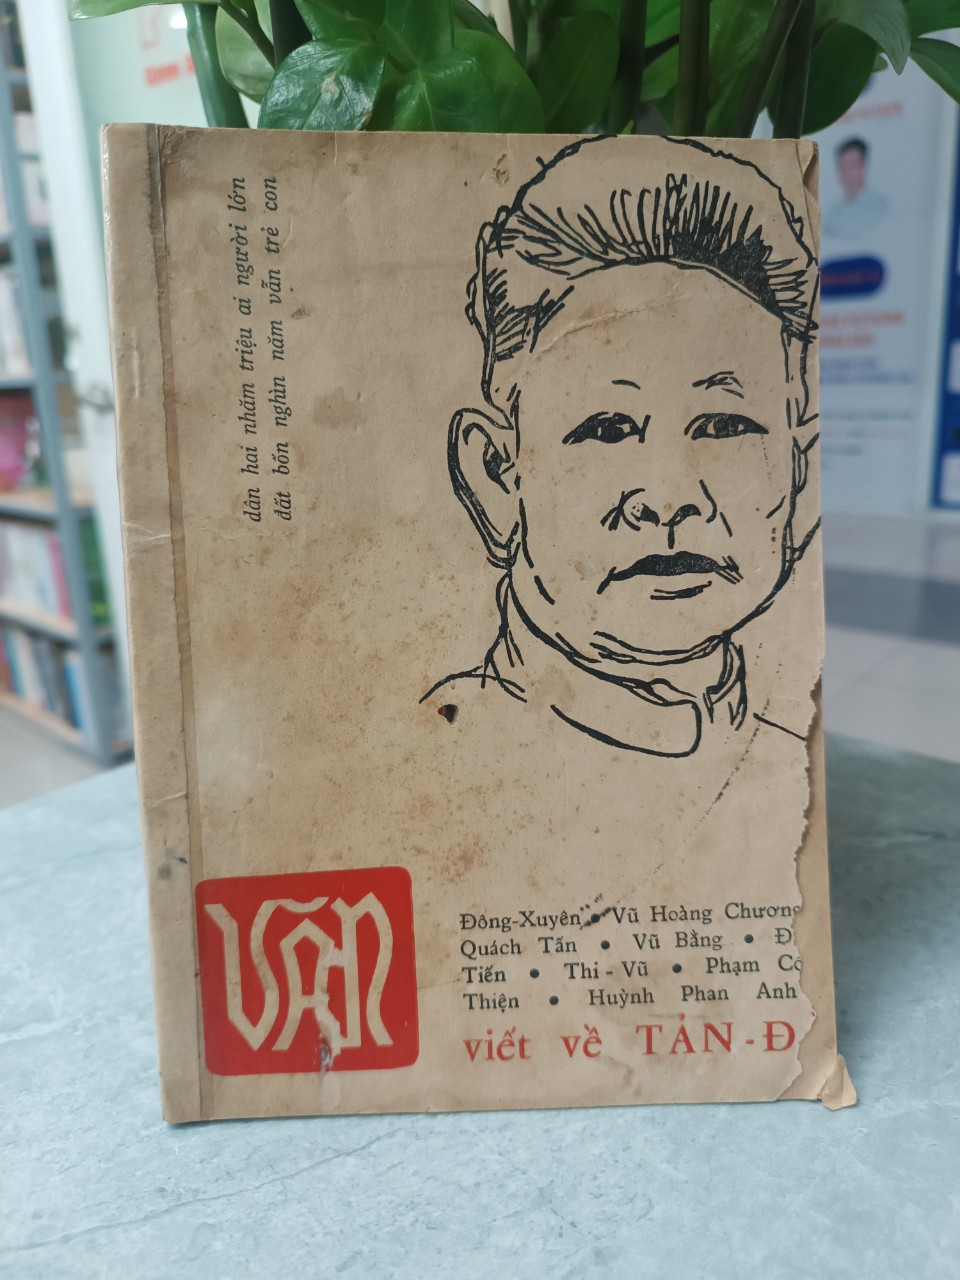 dân hai nhăm triệu ai người lớn
đất bốn nghìn năm vẫn trẻ con
VĂN
Đông-Xuyên • Vũ Hoàng Chương
Quách Tấn • Vũ Bằng •
Tiến • Thi-Vũ • Phạm
Thiện • Huỳnh Phan Anh
viết về TẢN-Đ